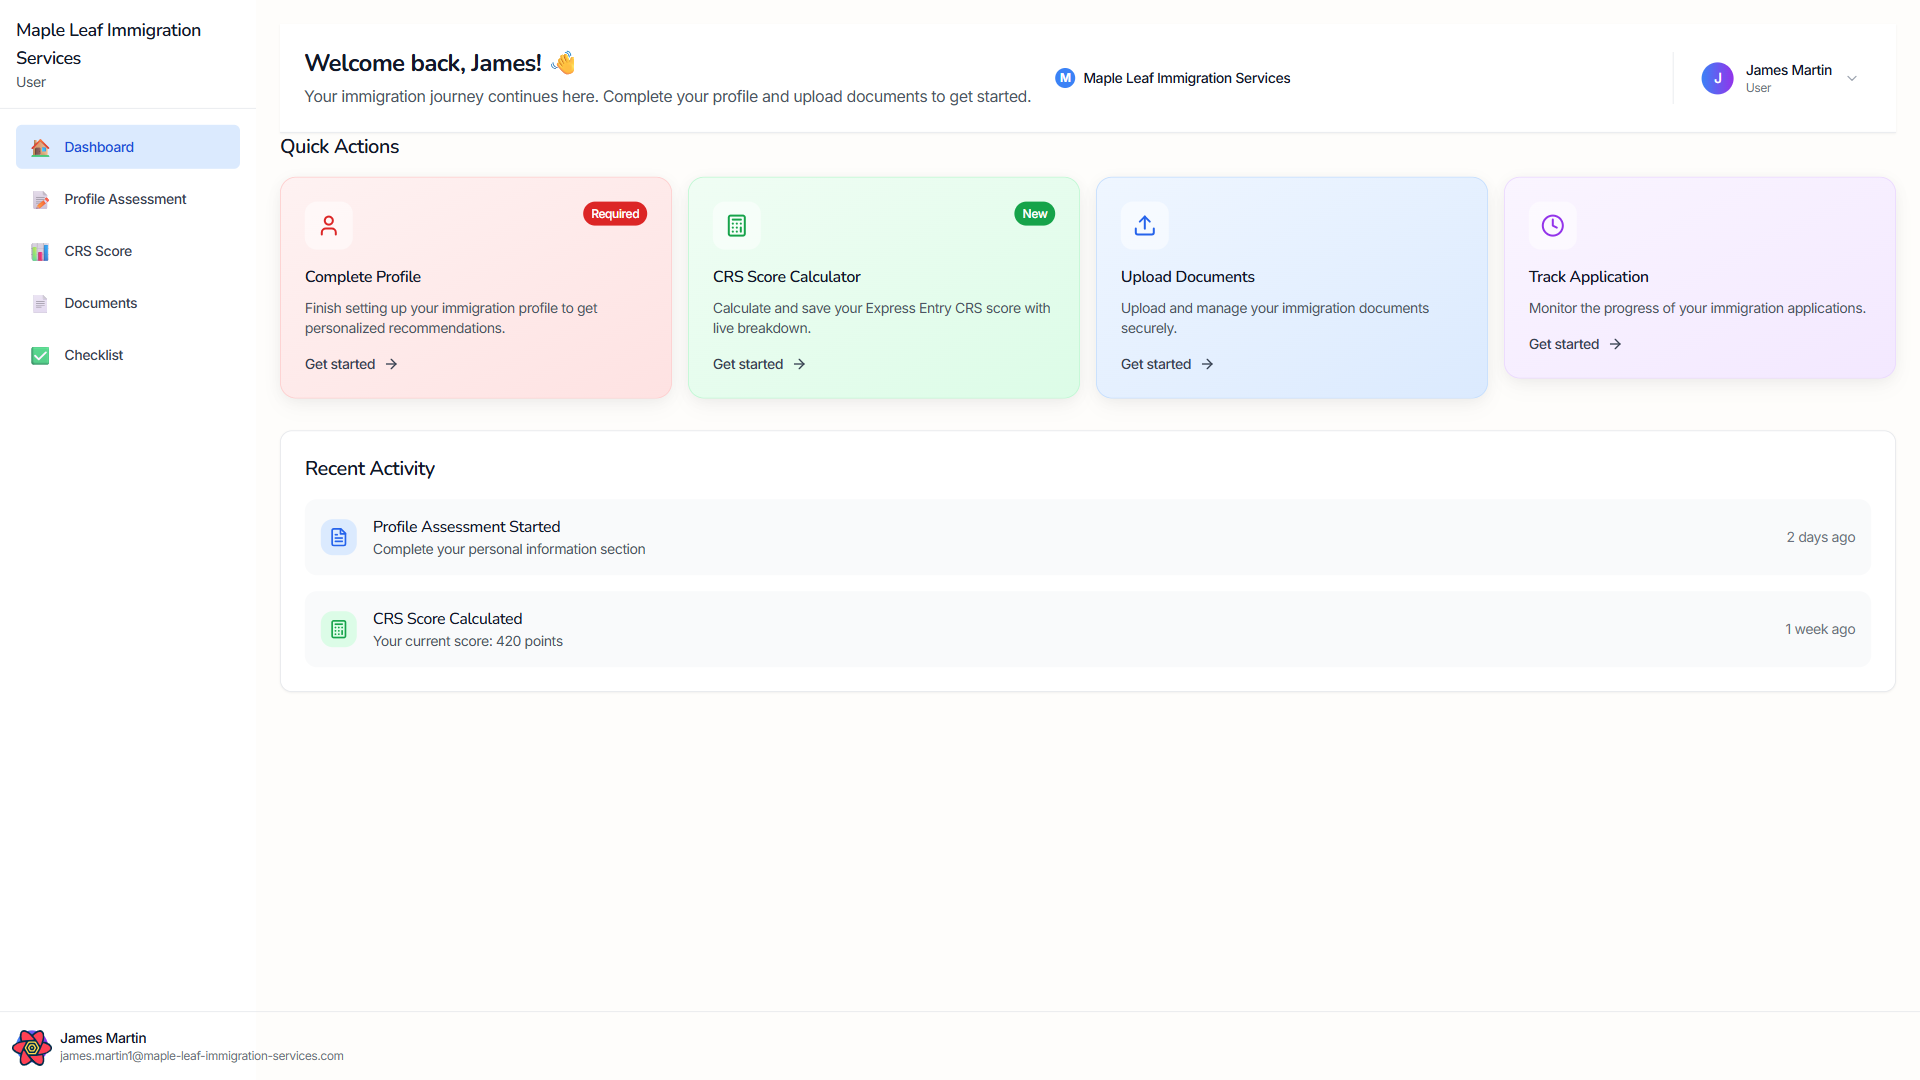 Maple Leaf Immigration
Services
User
Dashboard
Profile Assessment
CRS Score
Documents
Checklist
James Martin
james.martin1@maple-leaf-immigration-services.com
Welcome back, James! 👋
Your immigration journey continues here. Complete your profile and upload documents to get started.
M Maple Leaf Immigration Services
J
James Martin
User
Quick Actions
Required
Complete Profile
Finish setting up your immigration profile to get
personalized recommendations.
Get started →
New
CRS Score Calculator
Calculate and save your Express Entry CRS score with
live breakdown.
Get started →
Upload Documents
Upload and manage your immigration documents
securely.
Get started →
Track Application
Monitor the progress of your immigration applications.
Get started →
Recent Activity
Profile Assessment Started
Complete your personal information section
2 days ago
CRS Score Calculated
Your current score: 420 points
1 week ago